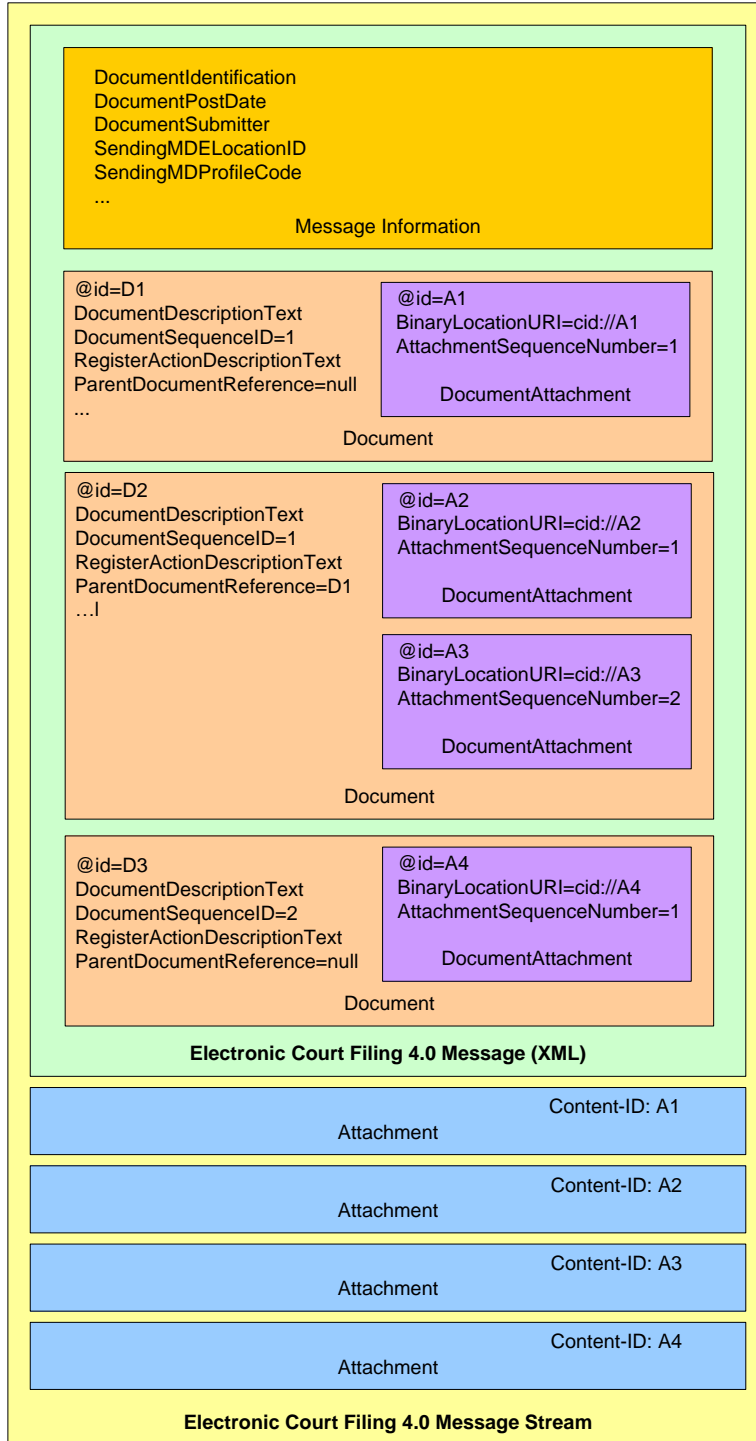 DocumentIdentification
DocumentPostDate
DocumentSubmitter
SendingMDELocationID
SendingMDProfileCode
...
Message Information
@id=D1
DocumentDescriptionText
DocumentSequenceID=1
RegisterActionDescriptionText
ParentDocumentReference=null
...
@id=A1
BinaryLocationURI=cid://A1
AttachmentSequenceNumber=1
DocumentAttachment
Document
@id=D2
DocumentDescriptionText
DocumentSequenceID=1
RegisterActionDescriptionText
ParentDocumentReference=D1
…l
@id=A2
BinaryLocationURI=cid://A2
AttachmentSequenceNumber=1
DocumentAttachment
@id=A3
BinaryLocationURI=cid://A3
AttachmentSequenceNumber=2
DocumentAttachment
Document
@id=D3
DocumentDescriptionText
DocumentSequenceID=2
RegisterActionDescriptionText
ParentDocumentReference=null
@id=A4
BinaryLocationURI=cid://A4
AttachmentSequenceNumber=1
DocumentAttachment
Document
Electronic Court Filing 4.0 Message (XML)
Content-ID: A1
Attachment
Content-ID: A2
Attachment
Content-ID: A3
Attachment
Content-ID: A4
Attachment
Electronic Court Filing 4.0 Message Stream